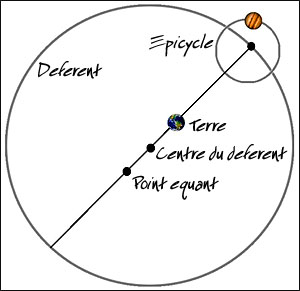 Epicycle
Deferent
Terre
Centre du deferent
Point equant